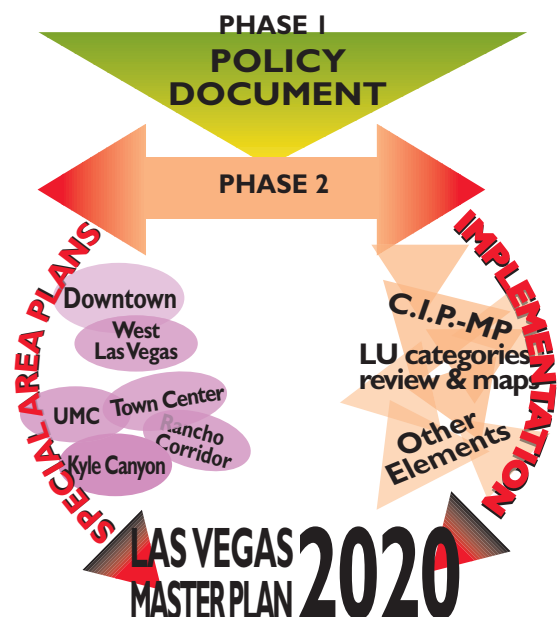 PHASE I
POLICY
DOCUMENT
PHASE 2
SPECIAL AREA PLANS
Downtown
West
Las Vegas
UMC
Town Center
Rancho
Corridor
Kyle Canyon
IMPLEMENTATION
C.I.P.-MP
LU categories
review & maps
Other
Elements
LAS VEGAS
MASTER PLAN
2020